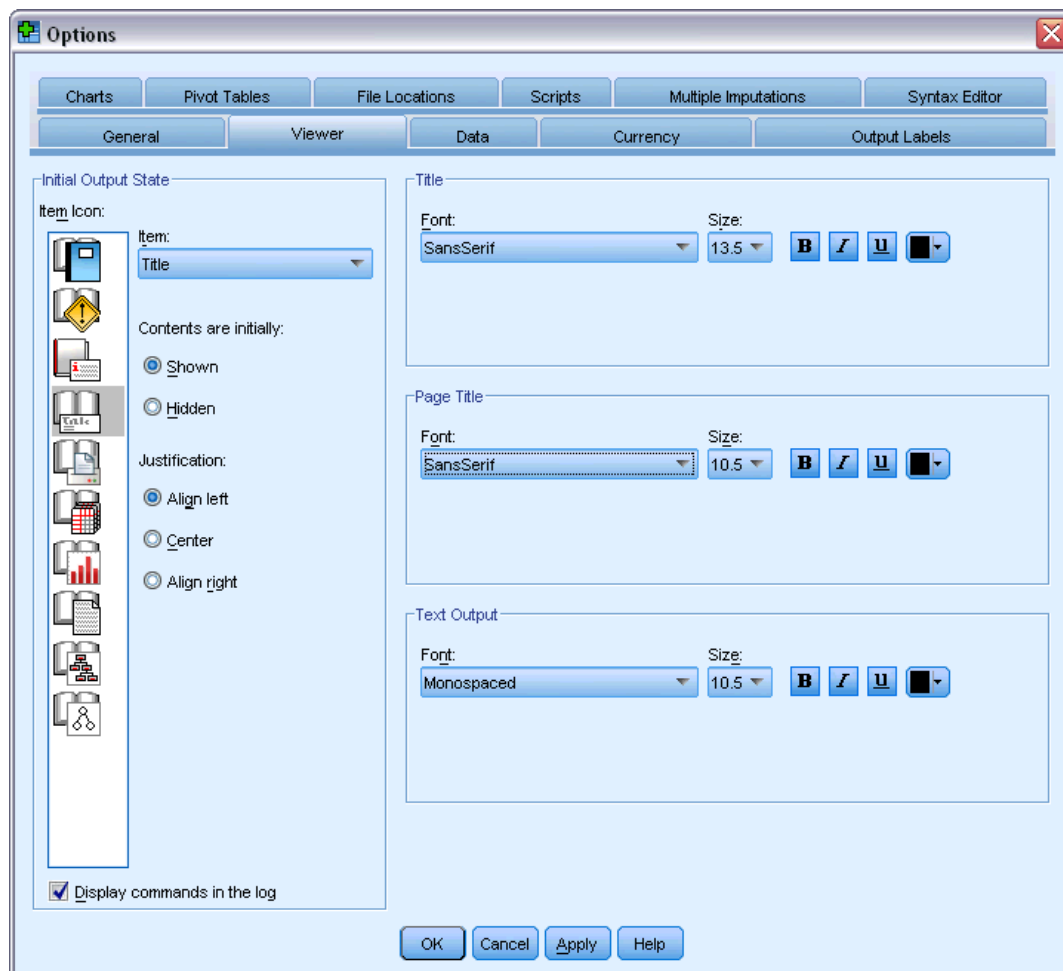 Options
Charts
Pivot Tables
File Locations
Scripts
Multiple Imputations
Syntax Editor
General
Viewer
Data
Currency
Output Labels
Initial Output State
Item Icon:
Item:
Title
Title
Contents are initially:
Shown
Hidden
Justification:
Align left
Center
Align right
Display commands in the log
Title
Font:
Size:
SansSerif
13.5
B
I
U
Page Title
Font:
Size:
SansSerif
10.5
B
I
U
Text Output
Font:
Size:
Monospaced
10.5
B
I
U
OK
Cancel
Apply
Help